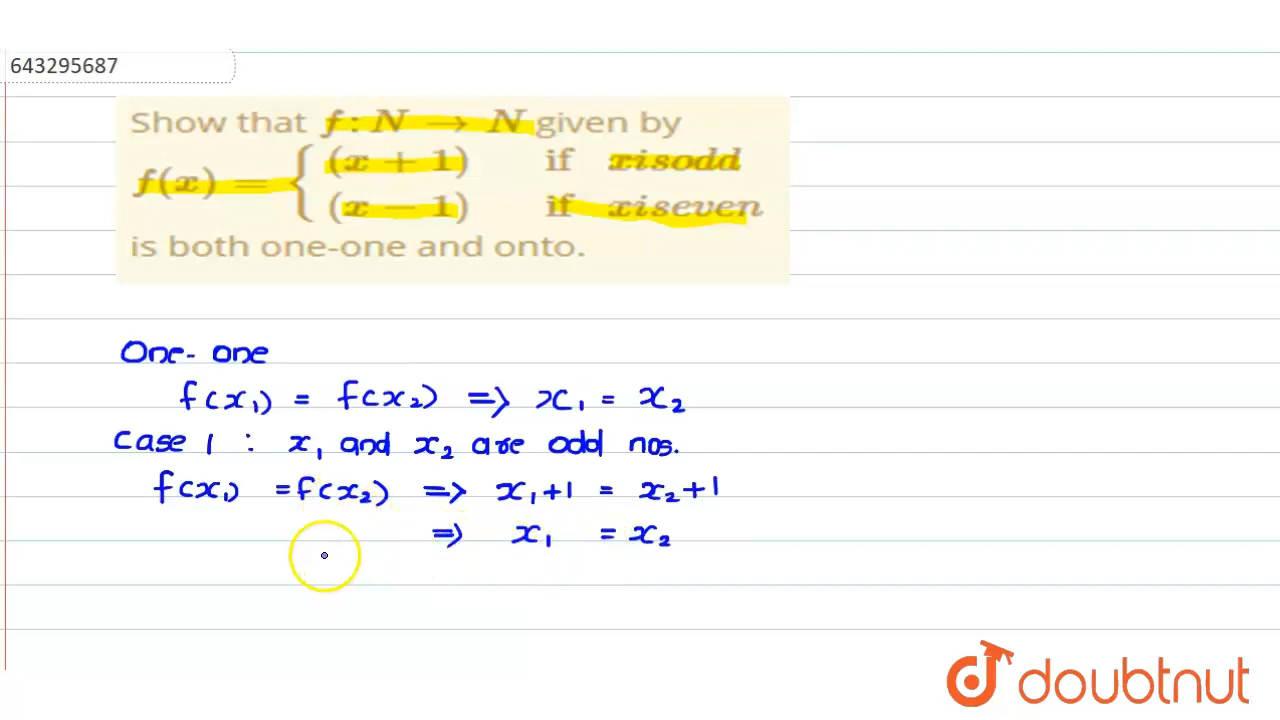 643295687
Show that f : N → N given by
f(x) = { (x + 1) if xisodd
(x − 1) if xiseven
is both one-one and onto.
One-one
f(x₁) = f(x₂) ⇒ x₁ = x₂
Case 1 : x₁ and x₂ are odd nos.
f(x₁) = f(x₂) ⇒ x₁+1 = x₂+1
⇒ x₁ = x₂
doubtnut